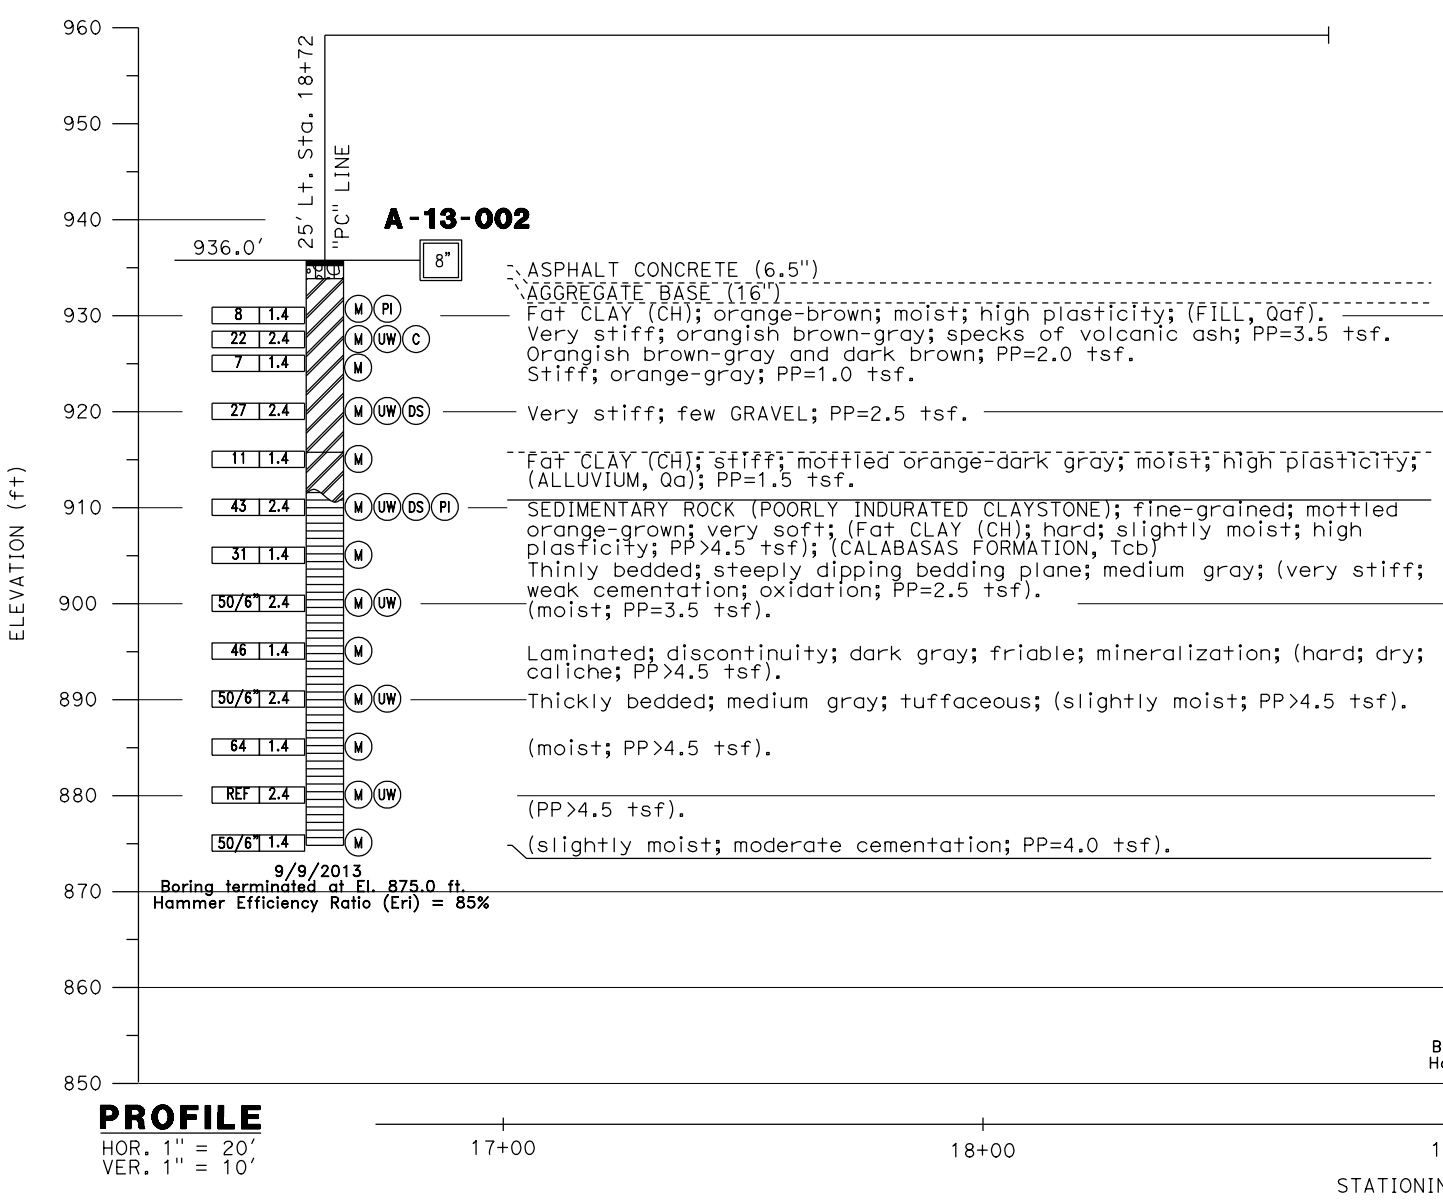 960
950
940
930
920
910
900
890
880
870
860
850
ELEVATION (ft)
25' Lt. Sta. 18+72
"PC" LINE
A-13-002
936.0'
8"
ASPHALT CONCRETE (6.5")
AGGREGATE BASE (16")
8 1.4 M PI
Fat CLAY (CH); orange-brown; moist; high plasticity; (FILL, Qaf).
22 2.4 M UW C
Very stiff; orangish brown-gray; specks of volcanic ash; PP=3.5 tsf.
Orangish brown-gray and dark brown; PP=2.0 tsf.
7 1.4 M
Stiff; orange-gray; PP=1.0 tsf.
27 2.4 M UW DS
Very stiff; few GRAVEL; PP=2.5 tsf.
11 1.4 M
Fat CLAY (CH); stiff; mottled orange-dark gray; moist; high plasticity;
(ALLUVIUM, Qa); PP=1.5 tsf.
43 2.4 M UW DS PI
SEDIMENTARY ROCK (POORLY INDURATED CLAYSTONE); fine-grained; mottled
orange-grown; very soft; (Fat CLAY (CH); hard; slightly moist; high
plasticity; PP>4.5 tsf); (CALABASAS FORMATION, Tcb)
31 1.4 M
Thinly bedded; steeply dipping bedding plane; medium gray; (very stiff;
weak cementation; oxidation; PP=2.5 tsf).
50/6" 2.4 M UW
(moist; PP=3.5 tsf).
46 1.4 M
Laminated; discontinuity; dark gray; friable; mineralization; (hard; dry;
caliche; PP>4.5 tsf).
50/6" 2.4 M UW
Thickly bedded; medium gray; tuffaceous; (slightly moist; PP>4.5 tsf).
64 1.4 M
(moist; PP>4.5 tsf).
REF 2.4 M UW
(PP>4.5 tsf).
50/6" 1.4 M
(slightly moist; moderate cementation; PP=4.0 tsf).
9/9/2013
Boring terminated at El. 875.0 ft.
Hammer Efficiency Ratio (Eri) = 85%
B
Ha
PROFILE
HOR. 1" = 20'
VER. 1" = 10'
17+00
18+00
1
STATIONIN